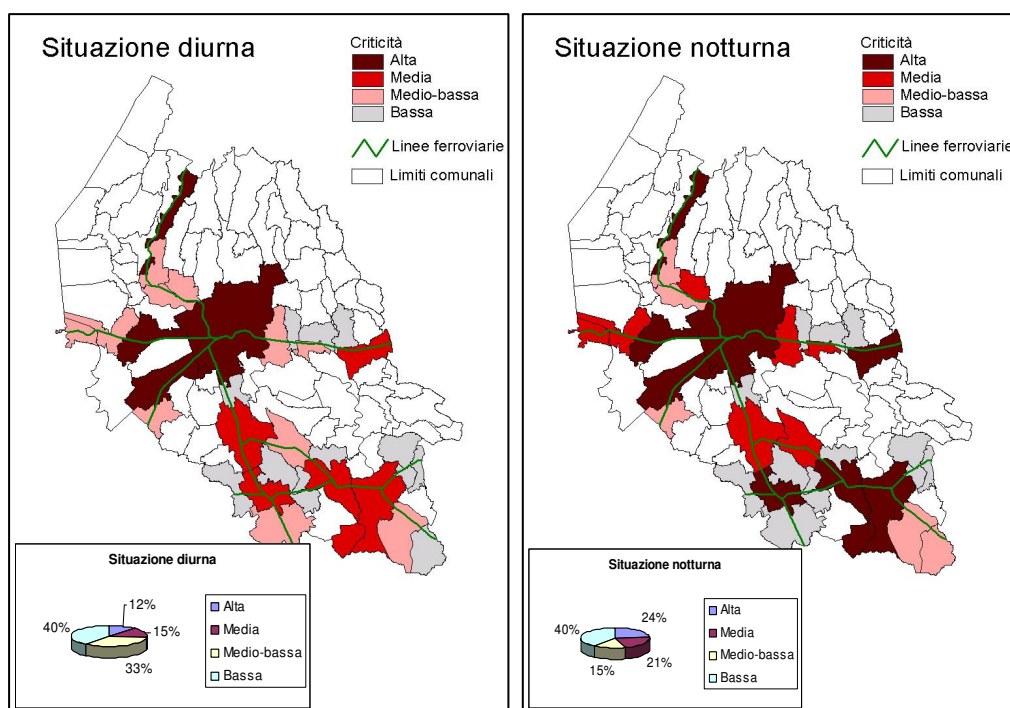 Situazione diurna
Criticità
Alta
Media
Medio-bassa
Bassa
Linee ferroviarie
Limiti comunali
Situazione diurna
12%
15%
33%
40%
Alta
Media
Medio-bassa
Bassa
Situazione notturna
Criticità
Alta
Media
Medio-bassa
Bassa
Linee ferroviarie
Limiti comunali
Situazione notturna
24%
21%
15%
40%
Alta
Media
Medio-bassa
Bassa